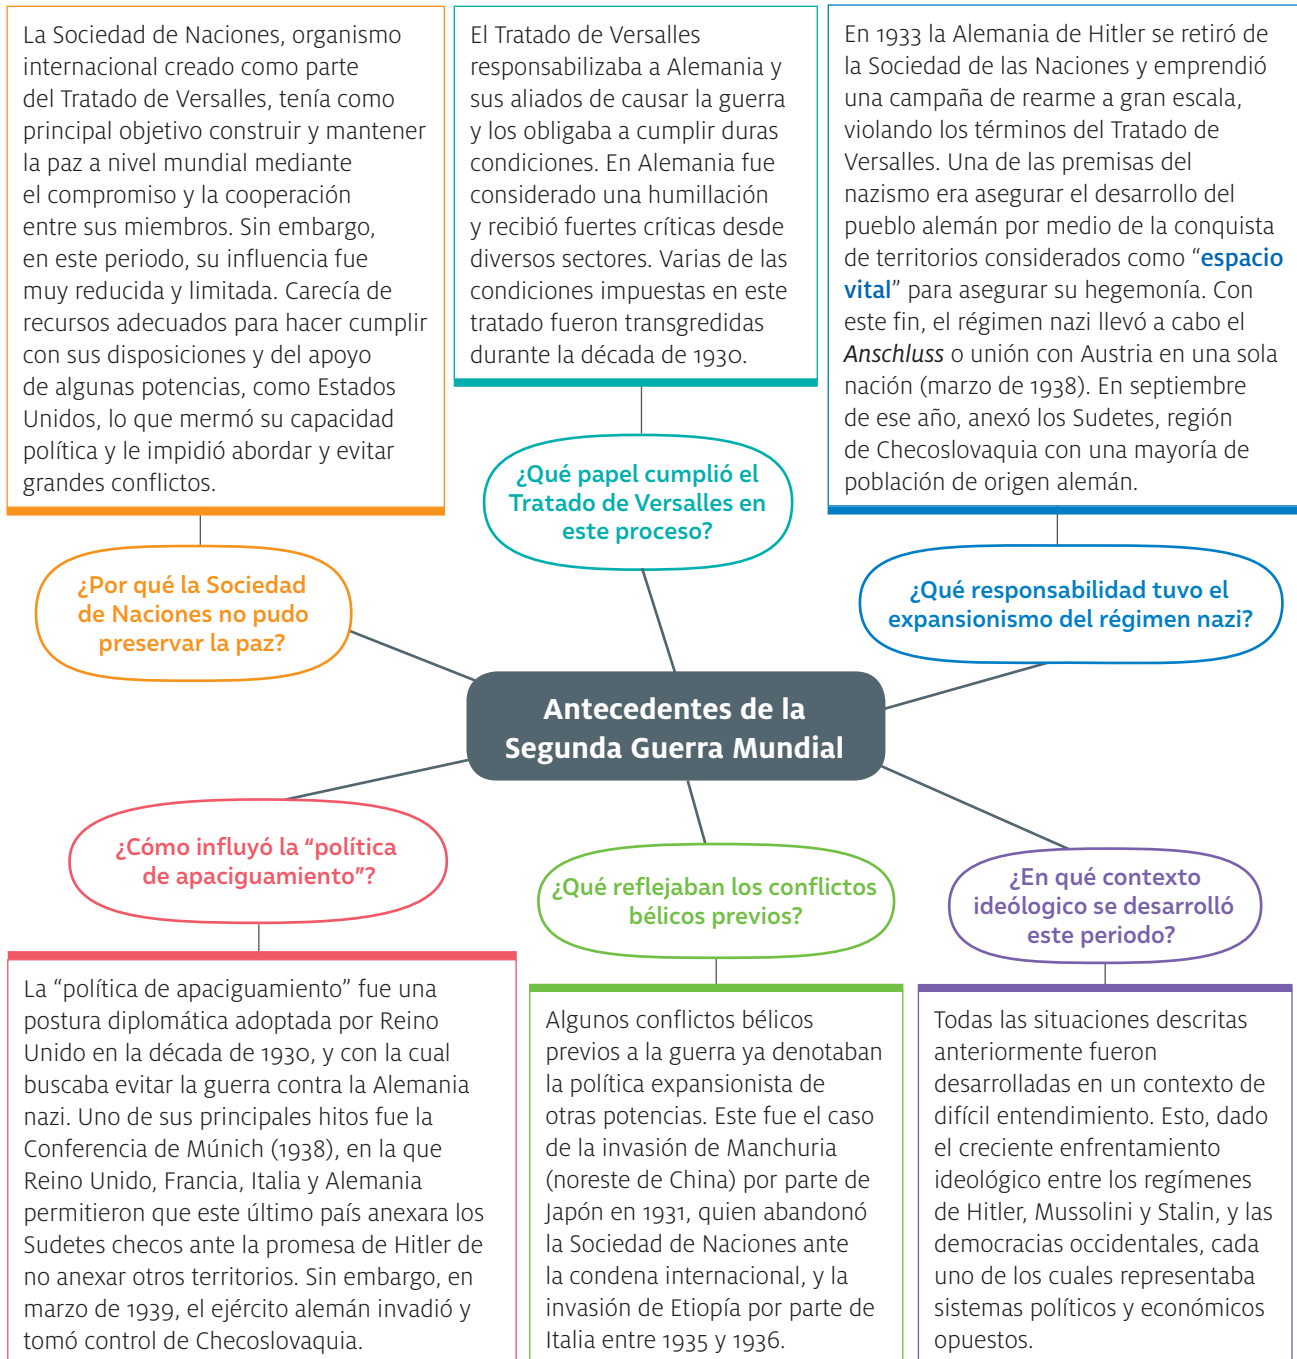 La Sociedad de Naciones, organismo
internacional creado como parte
del Tratado de Versalles, tenía como
principal objetivo construir y mantener
la paz a nivel mundial mediante
el compromiso y la cooperación
entre sus miembros. Sin embargo,
en este periodo, su influencia fue
muy reducida y limitada. Carecía de
recursos adecuados para hacer cumplir
con sus disposiciones y del apoyo
de algunas potencias, como Estados
Unidos, lo que mermó su capacidad
política y le impidió abordar y evitar
grandes conflictos.
¿Por qué la Sociedad
de Naciones no pudo
preservar la paz?
El Tratado de Versalles
responsabilizaba a Alemania y
sus aliados de causar la guerra
y los obligaba a cumplir duras
condiciones. En Alemania fue
considerado una humillación
y recibió fuertes críticas desde
diversos sectores. Varias de las
condiciones impuestas en este
tratado fueron transgredidas
durante la década de 1930.
¿Qué papel cumplió el
Tratado de Versalles en
este proceso?
En 1933 la Alemania de Hitler se retiró de
la Sociedad de las Naciones y emprendió
una campaña de rearme a gran escala,
violando los términos del Tratado de
Versalles. Una de las premisas del
nazismo era asegurar el desarrollo del
pueblo alemán por medio de la conquista
de territorios considerados como “espacio
vital” para asegurar su hegemonía. Con
este fin, el régimen nazi llevó a cabo el
Anschluss o unión con Austria en una sola
nación (marzo de 1938). En septiembre
de ese año, anexó los Sudetes, región
de Checoslovaquia con una mayoría de
población de origen alemán.
¿Qué responsabilidad tuvo el
expansionismo del régimen nazi?
Antecedentes de la
Segunda Guerra Mundial
¿Cómo influyó la “política
de apaciguamiento”?
La “política de apaciguamiento” fue una
postura diplomática adoptada por Reino
Unido en la década de 1930, y con la cual
buscaba evitar la guerra contra la Alemania
nazi. Uno de sus principales hitos fue la
Conferencia de Múnich (1938), en la que
Reino Unido, Francia, Italia y Alemania
permitieron que este último país anexara los
Sudetes checos ante la promesa de Hitler de
no anexar otros territorios. Sin embargo, en
marzo de 1939, el ejército alemán invadió y
tomó control de Checoslovaquia.
¿Qué reflejaban los conflictos
bélicos previos?
Algunos conflictos bélicos
previos a la guerra ya denotaban
la política expansionista de
otras potencias. Este fue el caso
de la invasión de Manchuria
(noreste de China) por parte de
Japón en 1931, quien abandonó
la Sociedad de Naciones ante
la condena internacional, y la
invasión de Etiopía por parte de
Italia entre 1935 y 1936.
¿En qué contexto
ideólogico se desarrolló
este periodo?
Todas las situaciones descritas
anteriormente fueron
desarrolladas en un contexto de
difícil entendimiento. Esto, dado
el creciente enfrentamiento
ideológico entre los regímenes
de Hitler, Mussolini y Stalin, y las
democracias occidentales, cada
uno de los cuales representaba
sistemas políticos y económicos
opuestos.